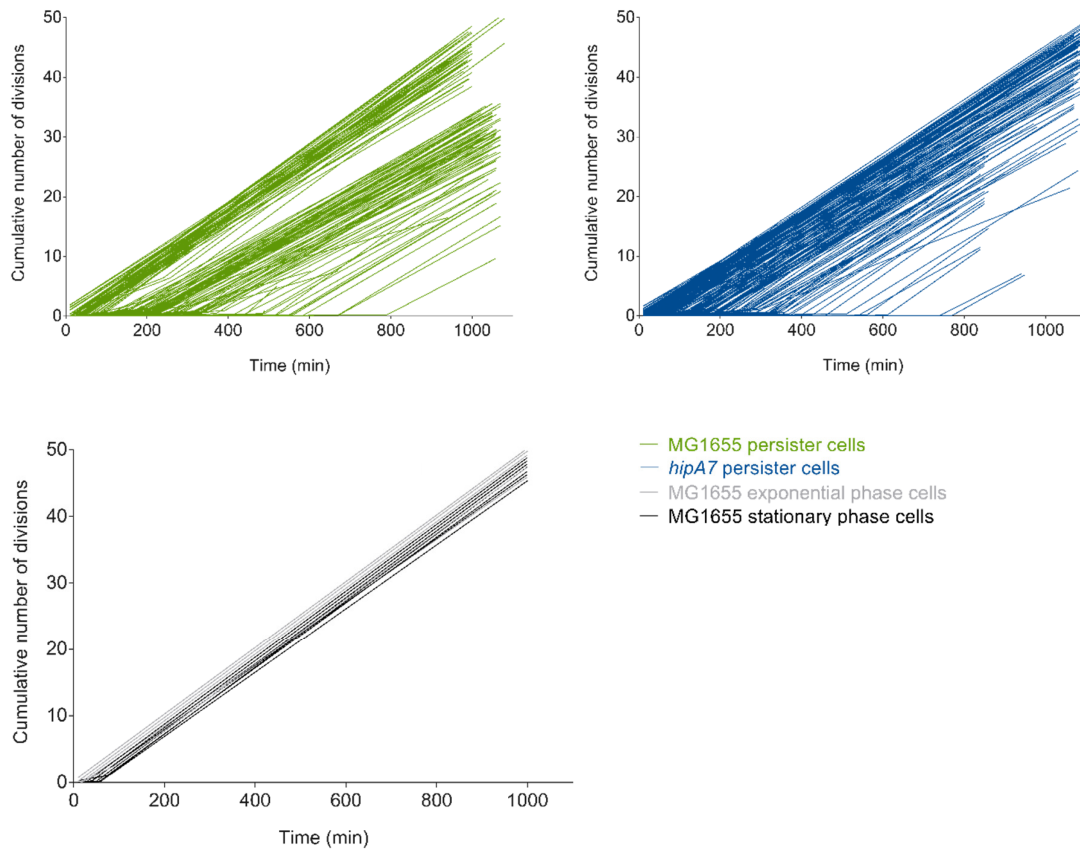 50
40
30
20
10
0
Cumulative number of divisions
0 200 400 600 800 1000
Time (min)
50
40
30
20
10
0
Cumulative number of divisions
0 200 400 600 800 1000
Time (min)
50
40
30
20
10
0
Cumulative number of divisions
0 200 400 600 800 1000
Time (min)
MG1655 persister cells
hipA7 persister cells
MG1655 exponential phase cells
MG1655 stationary phase cells